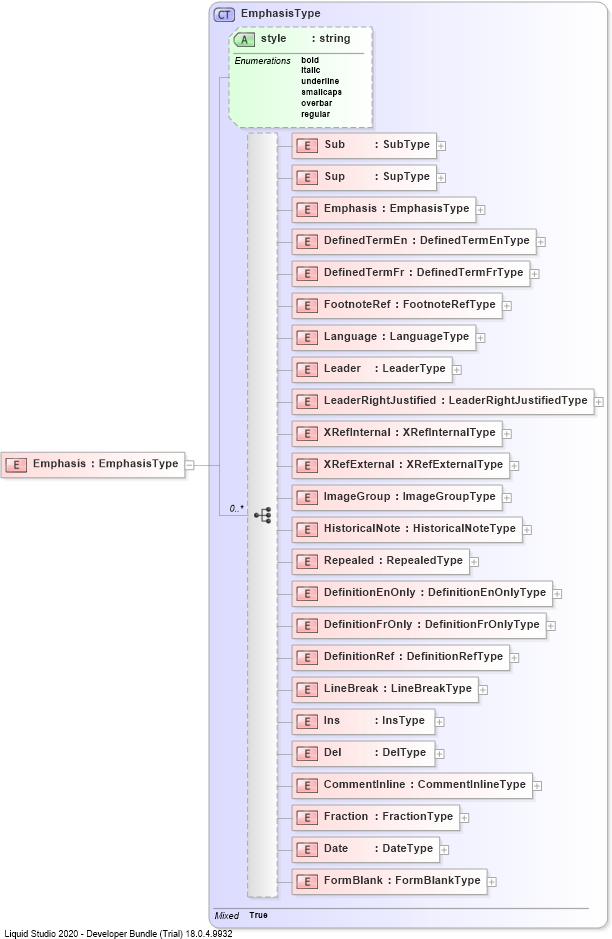 CT EmphasisType
A style : string
Enumerations bold
italic
underline
smallcaps
overbar
regular
E Sub : SubType
E Sup : SupType
E Emphasis : EmphasisType
E DefinedTermEn : DefinedTermEnType
E DefinedTermFr : DefinedTermFrType
E FootnoteRef : FootnoteRefType
E Language : LanguageType
E Leader : LeaderType
E LeaderRightJustified : LeaderRightJustifiedType
E XRefInternal : XRefInternalType
E Emphasis : EmphasisType
E XRefExternal : XRefExternalType
E ImageGroup : ImageGroupType
0..*
E HistoricalNote : HistoricalNoteType
E Repealed : RepealedType
E DefinitionEnOnly : DefinitionEnOnlyType
E DefinitionFrOnly : DefinitionFrOnlyType
E DefinitionRef : DefinitionRefType
E LineBreak : LineBreakType
E Ins : InsType
E Del : DelType
E CommentInline : CommentInlineType
E Fraction : FractionType
E Date : DateType
E FormBlank : FormBlankType
Mixed True
Liquid Studio 2020 - Developer Bundle (Trial) 18.0.4.9932